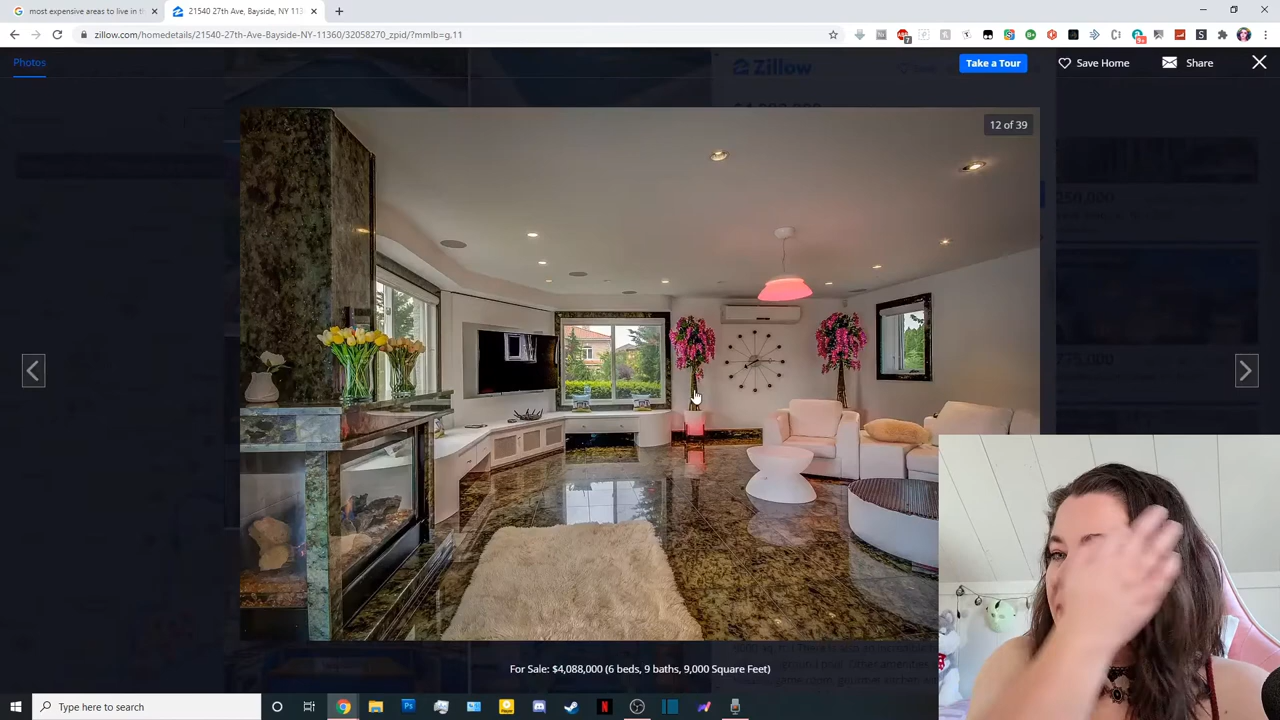 most expensive areas to live in th
21540 27th Ave, Bayside, NY 113
zillow.com/homedetails/21540-27th-Ave-Bayside-NY-11360/32058270_zpid/?mmlb=g,11
Photos
Zillow
Take a Tour
Save Home
Share
12 of 39
For Sale: $4,088,000 (6 beds, 9 baths, 9,000 Square Feet)
Type here to search